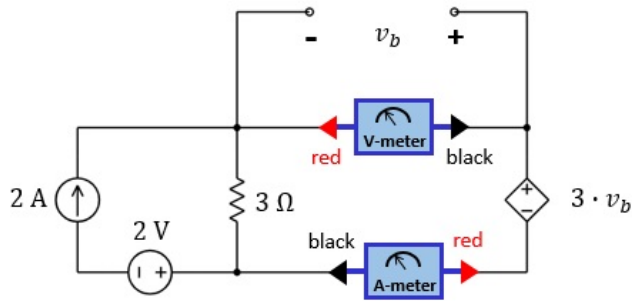 - v_b +
V-meter
red black
2 A
3 Ω
+
−
3 · v_b
2 V
− +
black red
A-meter